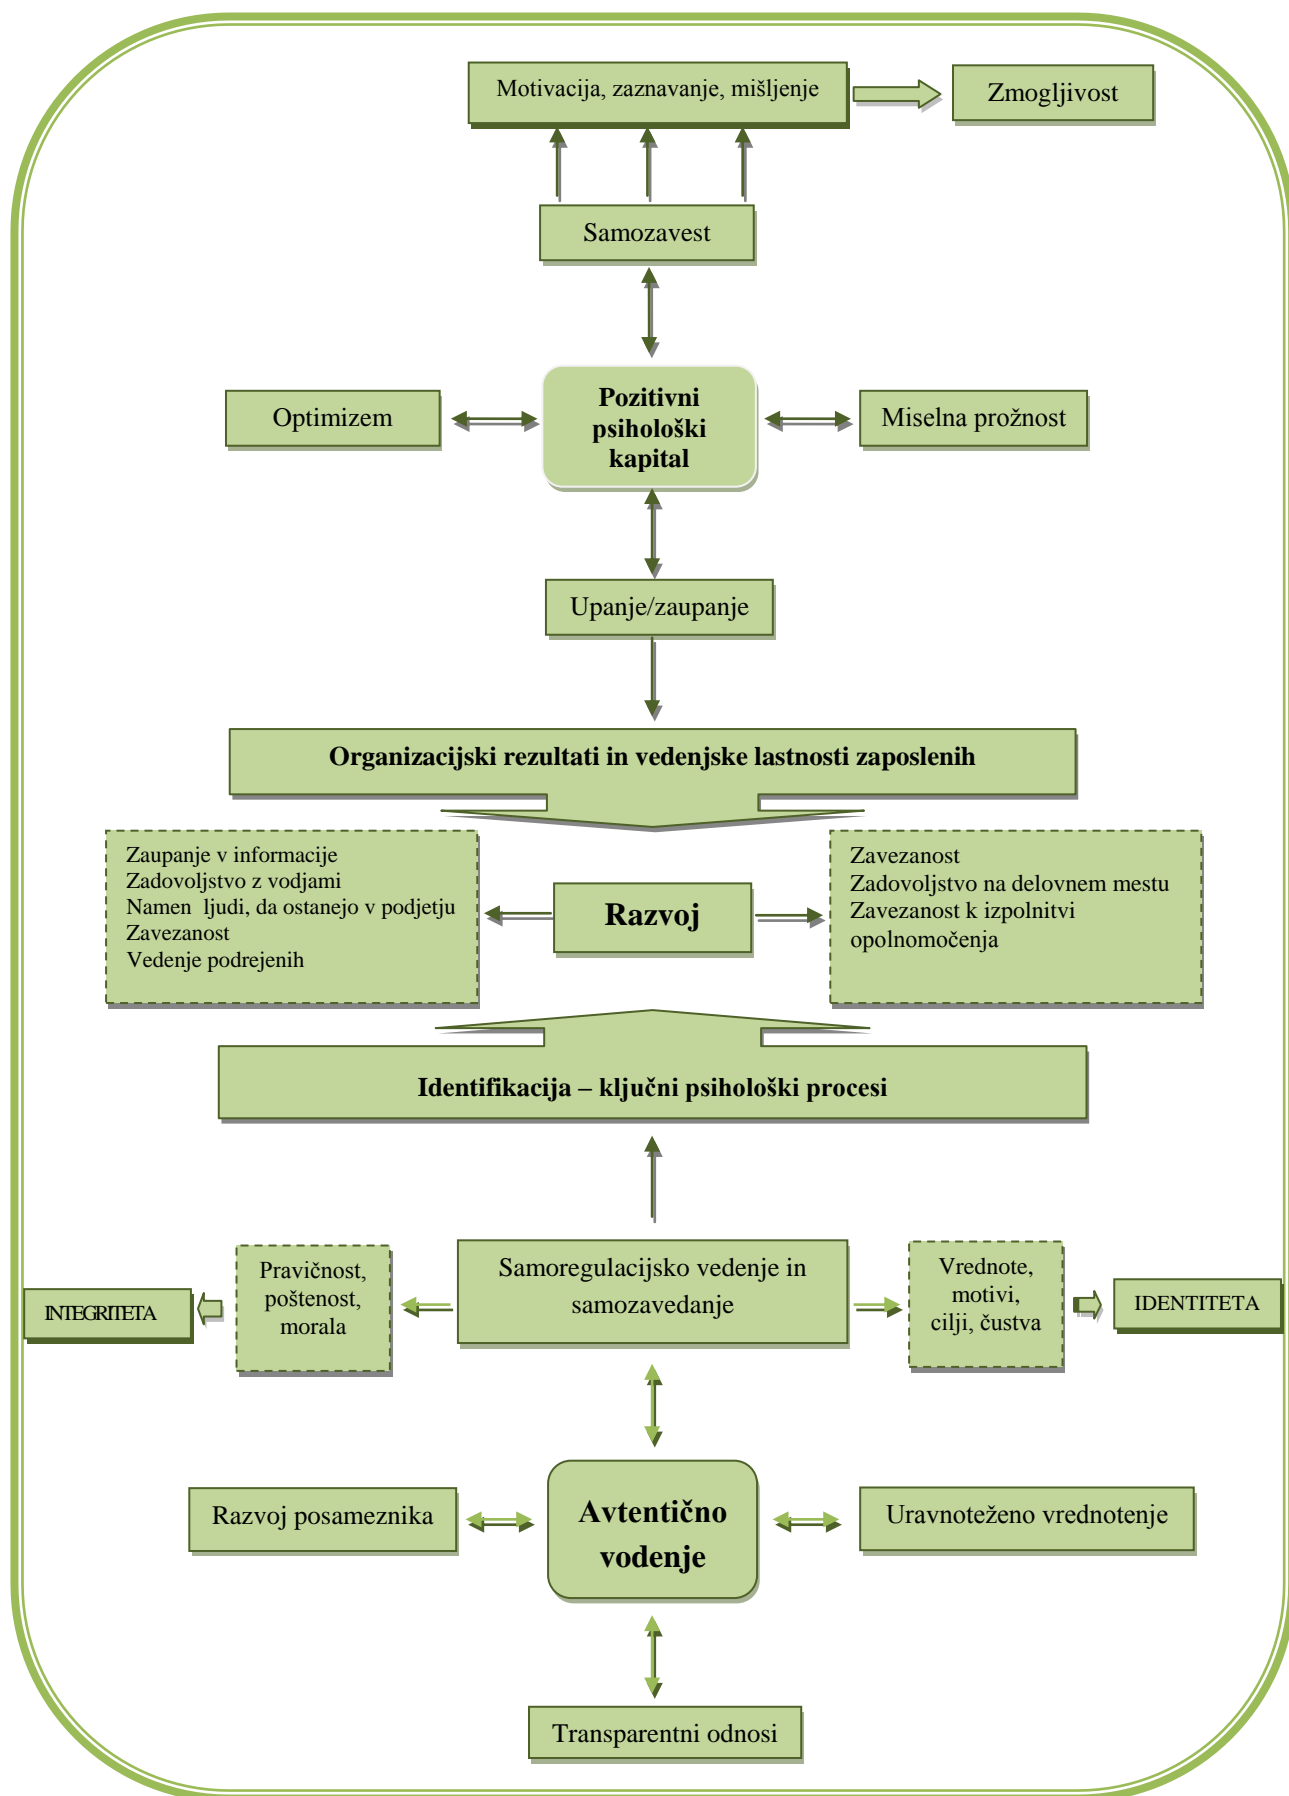 Motivacija, zaznavanje, mišljenje
Zmogljivost
Samozavest
Optimizem
Pozitivni
psihološki
kapital
Miselna prožnost
Upanje/zaupanje
Organizacijski rezultati in vedenjske lastnosti zaposlenih
Zaupanje v informacije
Zadovoljstvo z vodjami
Namen ljudi, da ostanejo v podjetju
Zavezanost
Vedenje podrejenih
Razvoj
Zavezanost
Zadovoljstvo na delovnem mestu
Zavezanost k izpolnitvi
opolnomočenja
Identifikacija – ključni psihološki procesi
INTEGRITETA
Pravičnost,
poštenost,
morala
Samoregulacijsko vedenje in
samozavedanje
Vrednote,
motivi,
cilji, čustva
IDENTITETA
Razvoj posameznika
Avtentično
vodenje
Uravnoteženo vrednotenje
Transparentni odnosi